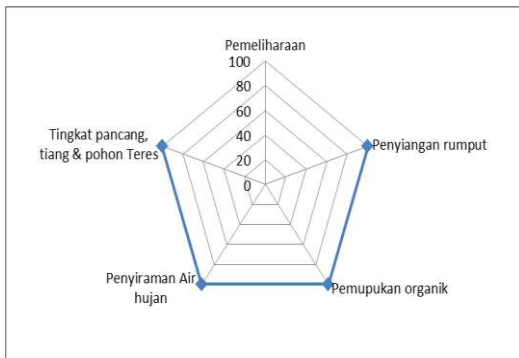 Pemeliharaan
100
80
60
40
20
0
Penyiangan rumput
Pemupukan organik
Penyiraman Air
hujan
Tingkat pancang,
tiang & pohon Teres